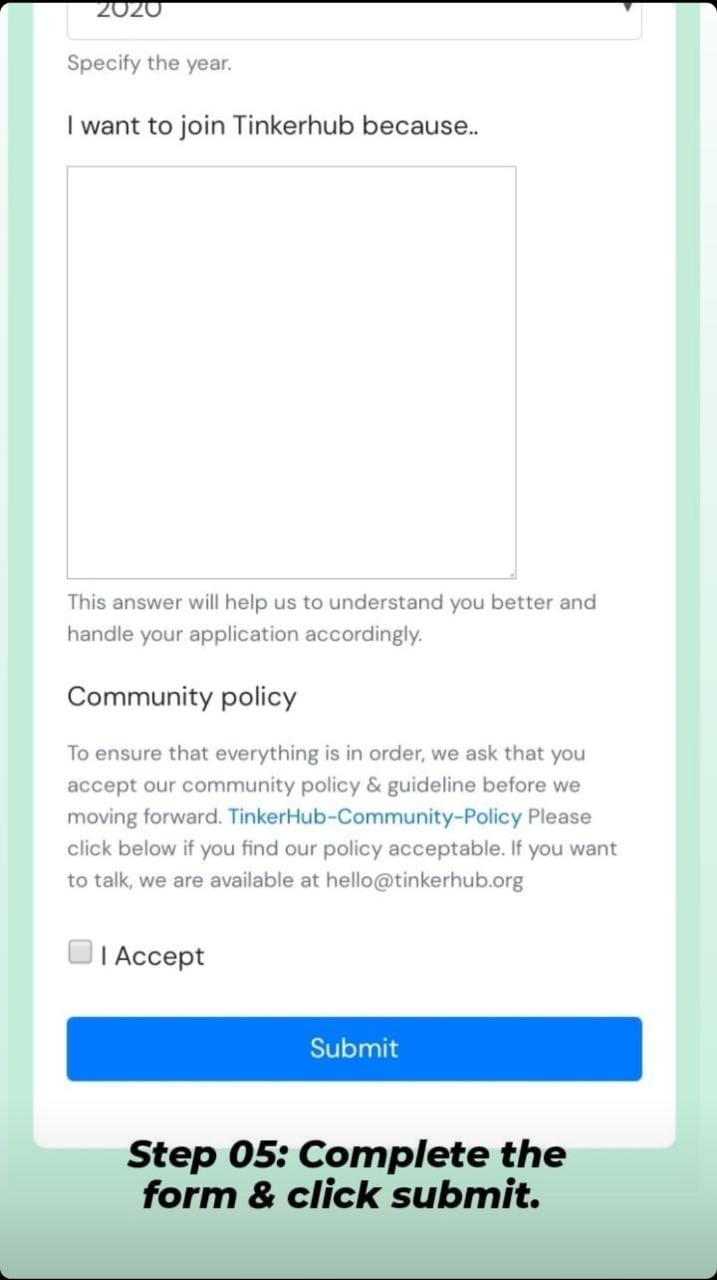 2020
Specify the year.
I want to join Tinkerhub because..
This answer will help us to understand you better and
handle your application accordingly.
Community policy
To ensure that everything is in order, we ask that you
accept our community policy & guideline before we
moving forward. TinkerHub-Community-Policy Please
click below if you find our policy acceptable. If you want
to talk, we are available at hello@tinkerhub.org
I Accept
Submit
Step 05: Complete the
form & click submit.